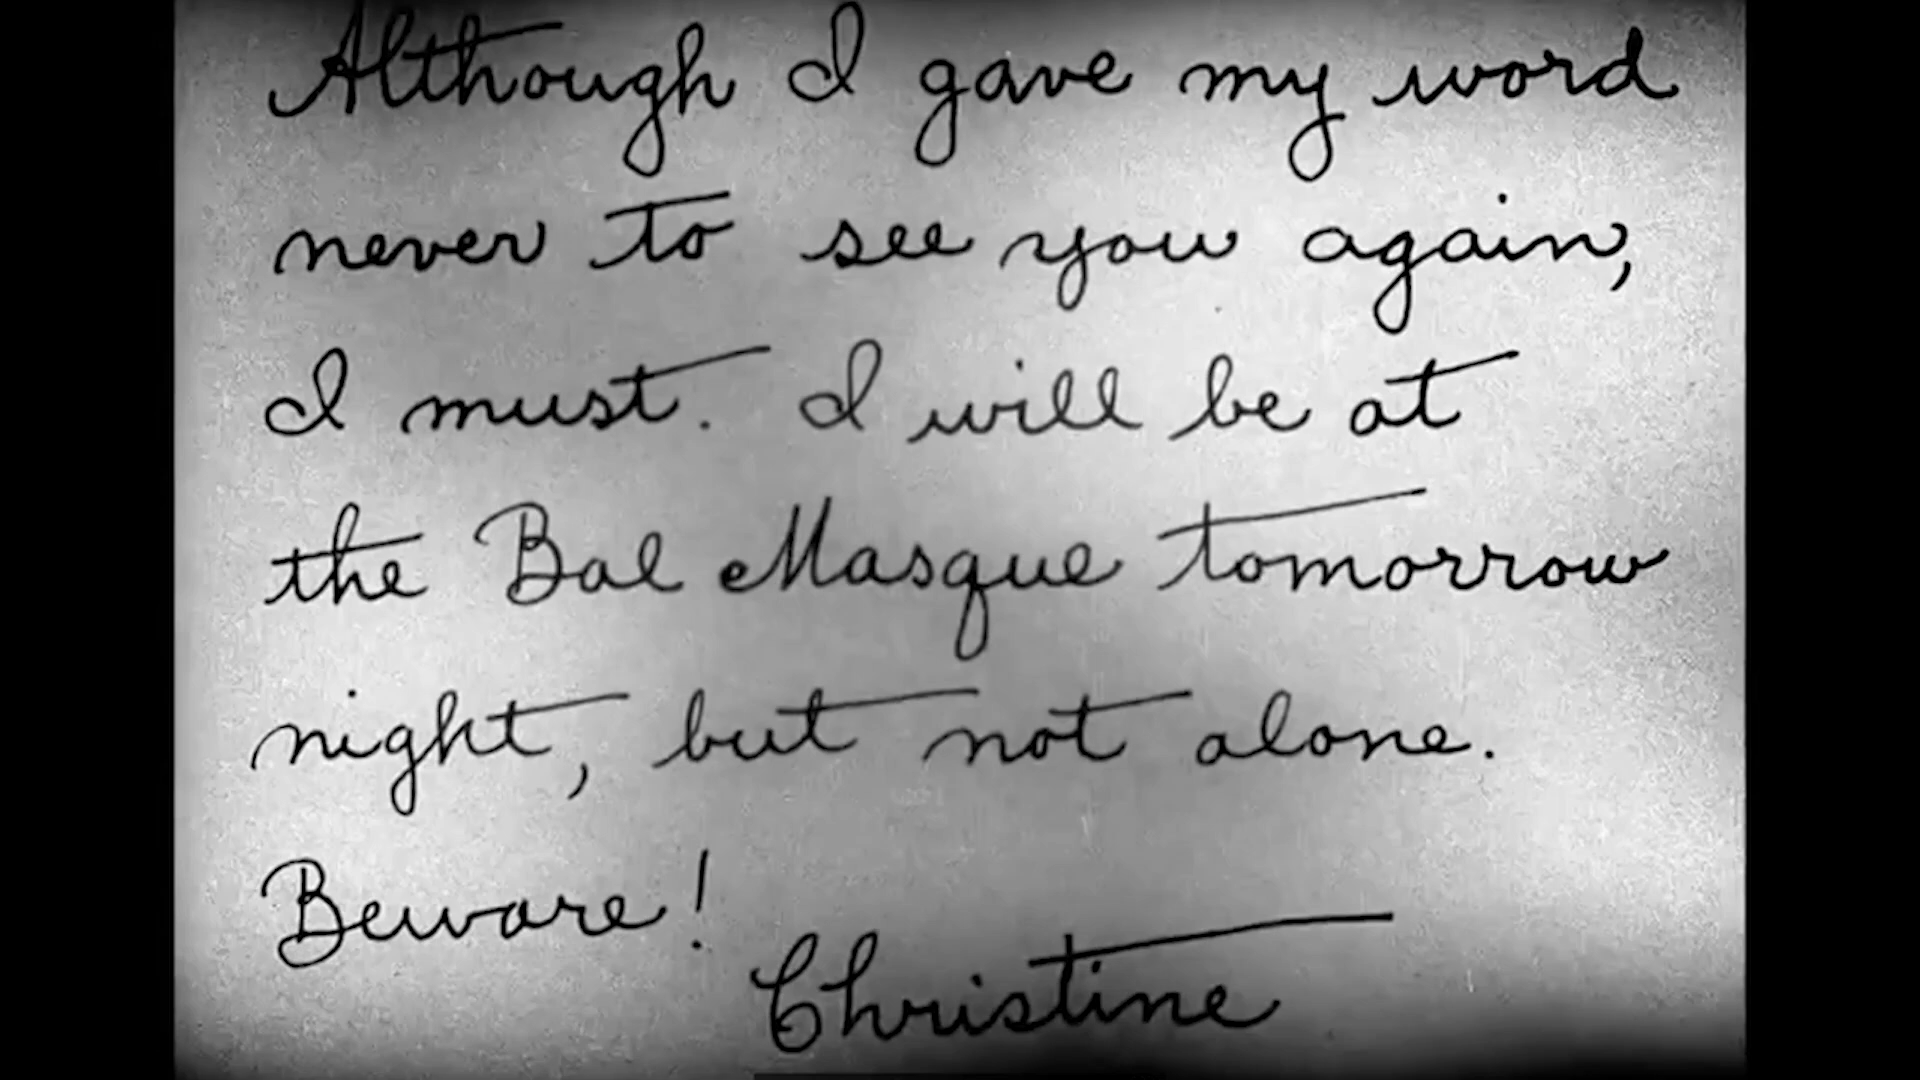 Although I gave my word
never to see you again,
I must. I will be at
the Bal Masque tomorrow
night, but not alone.
Beware!
Christine